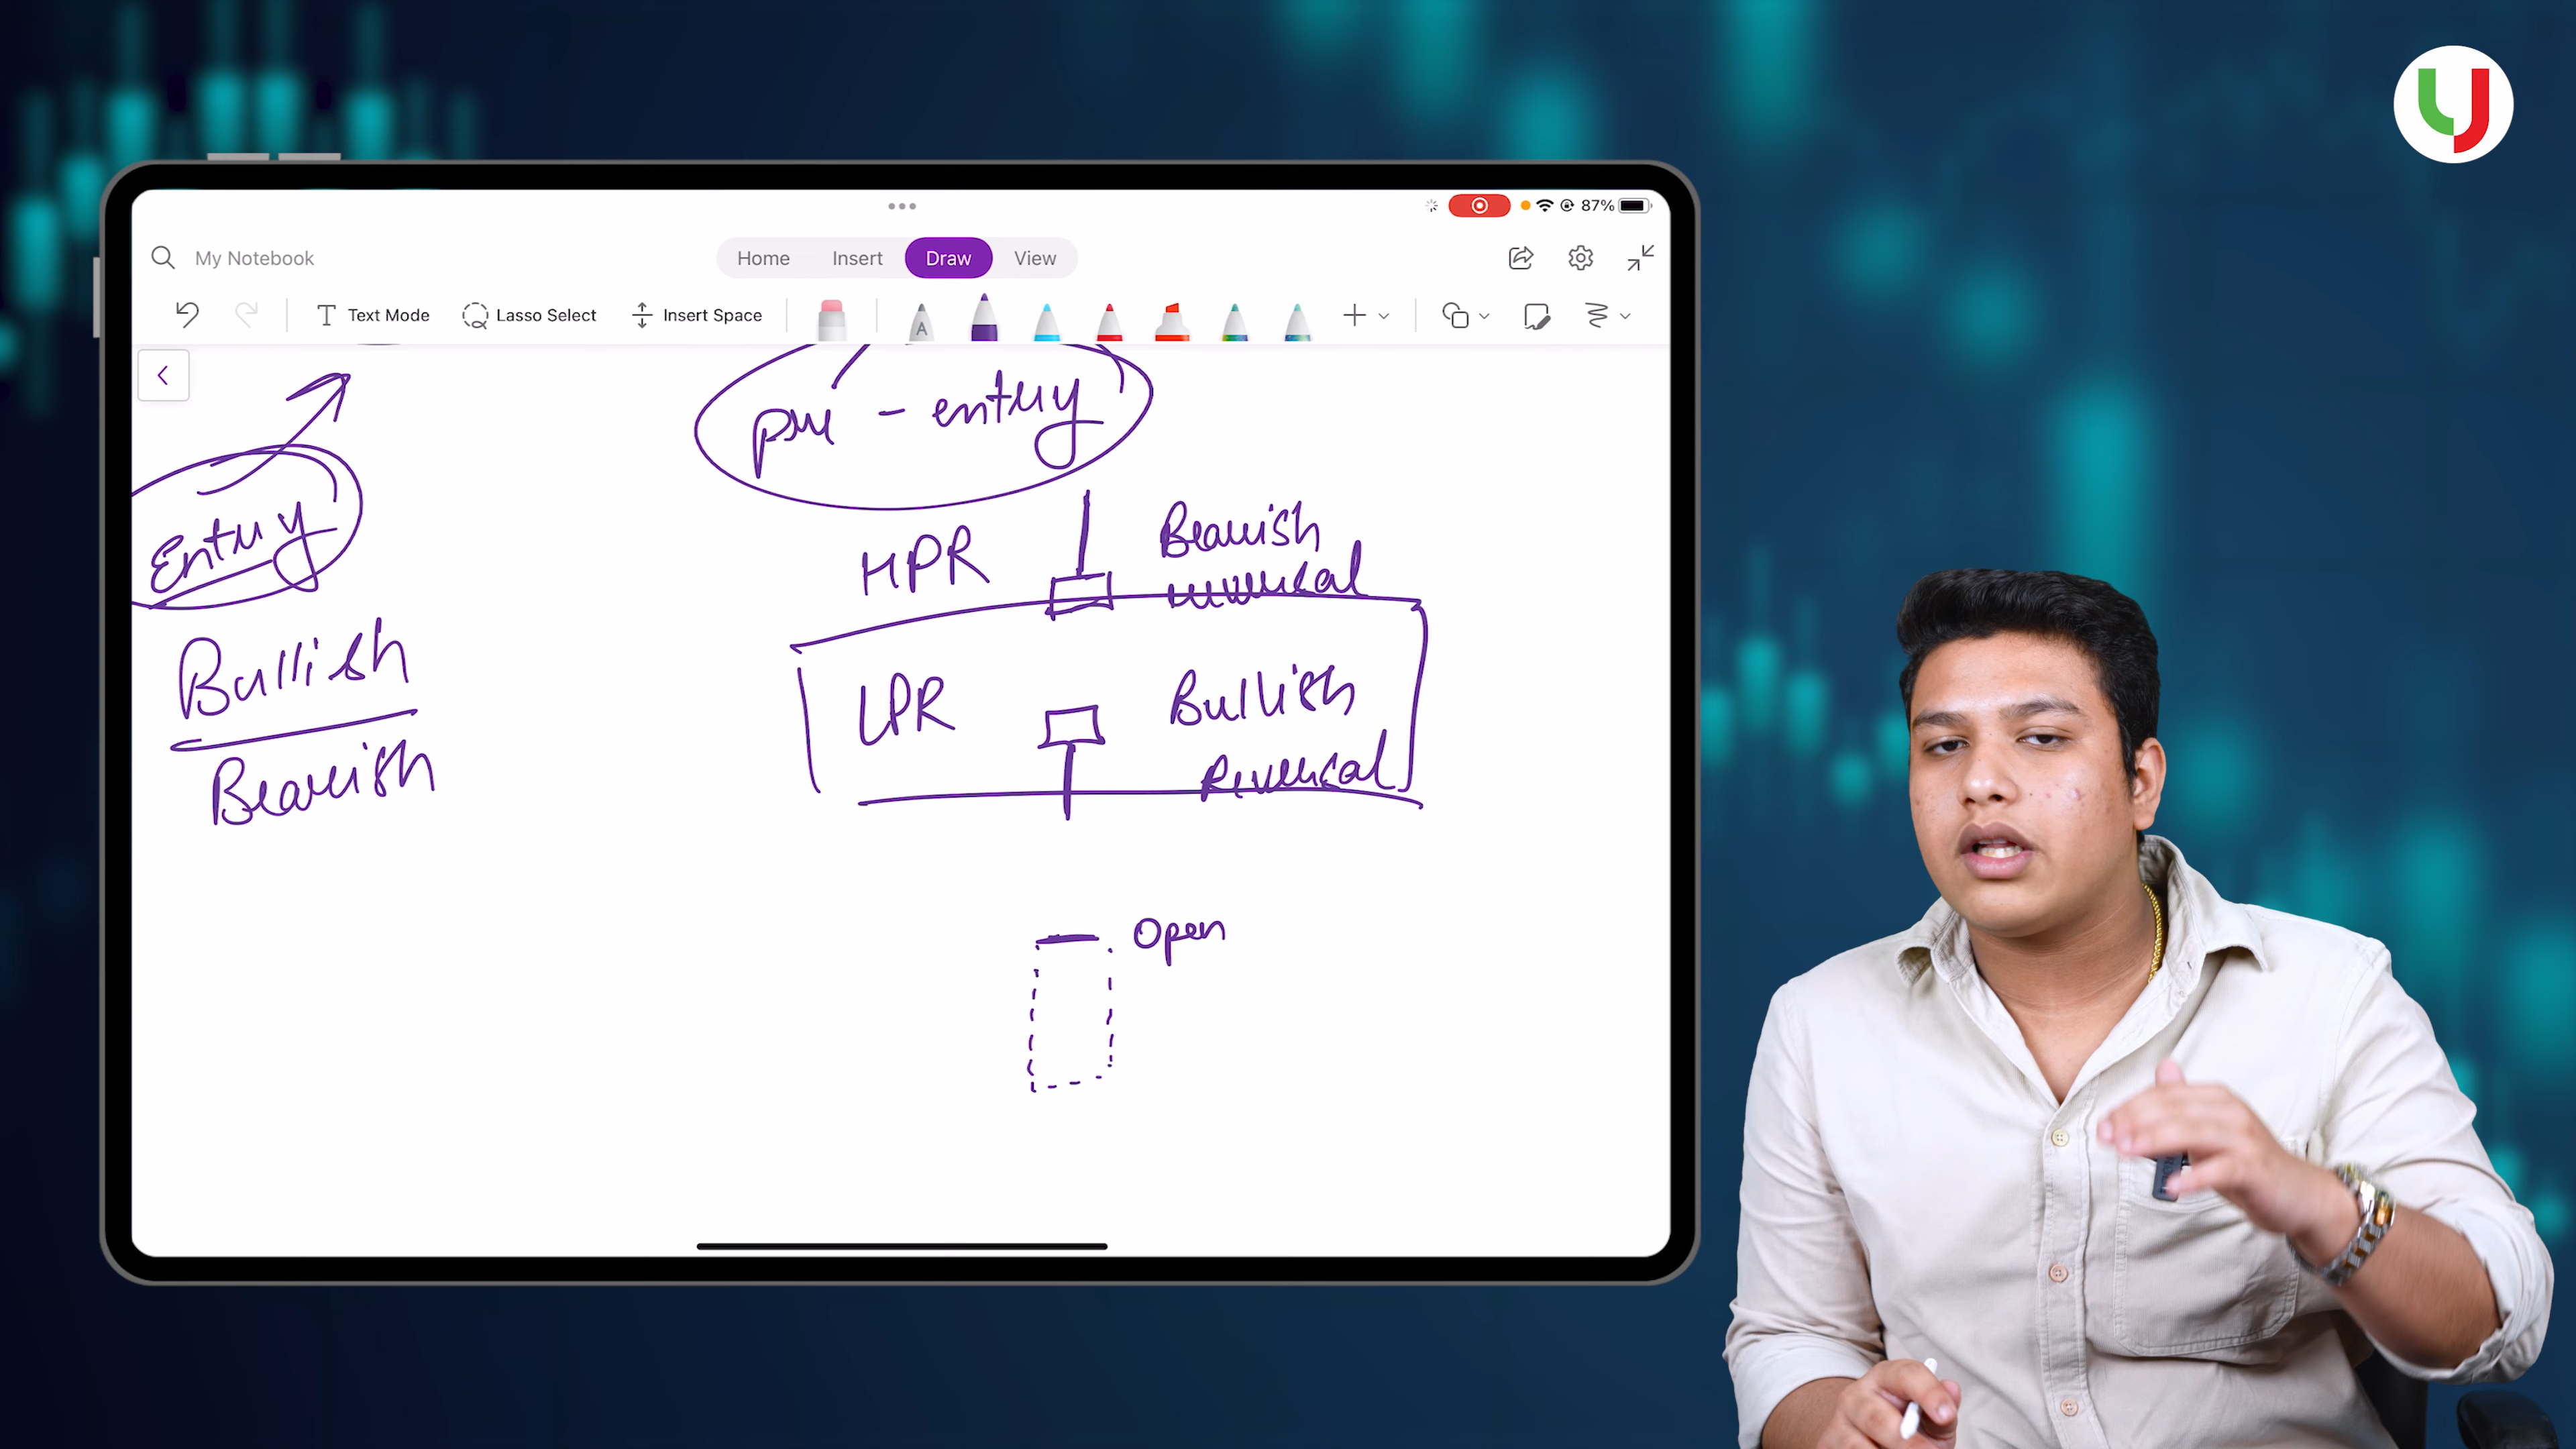 87%
My Notebook
Home Insert Draw View
T Text Mode Lasso Select Insert Space
A
pre - entry
Entry
HPR Bearish
reversal
Bullish
Bearish
LPR Bullish
Reversal
Open